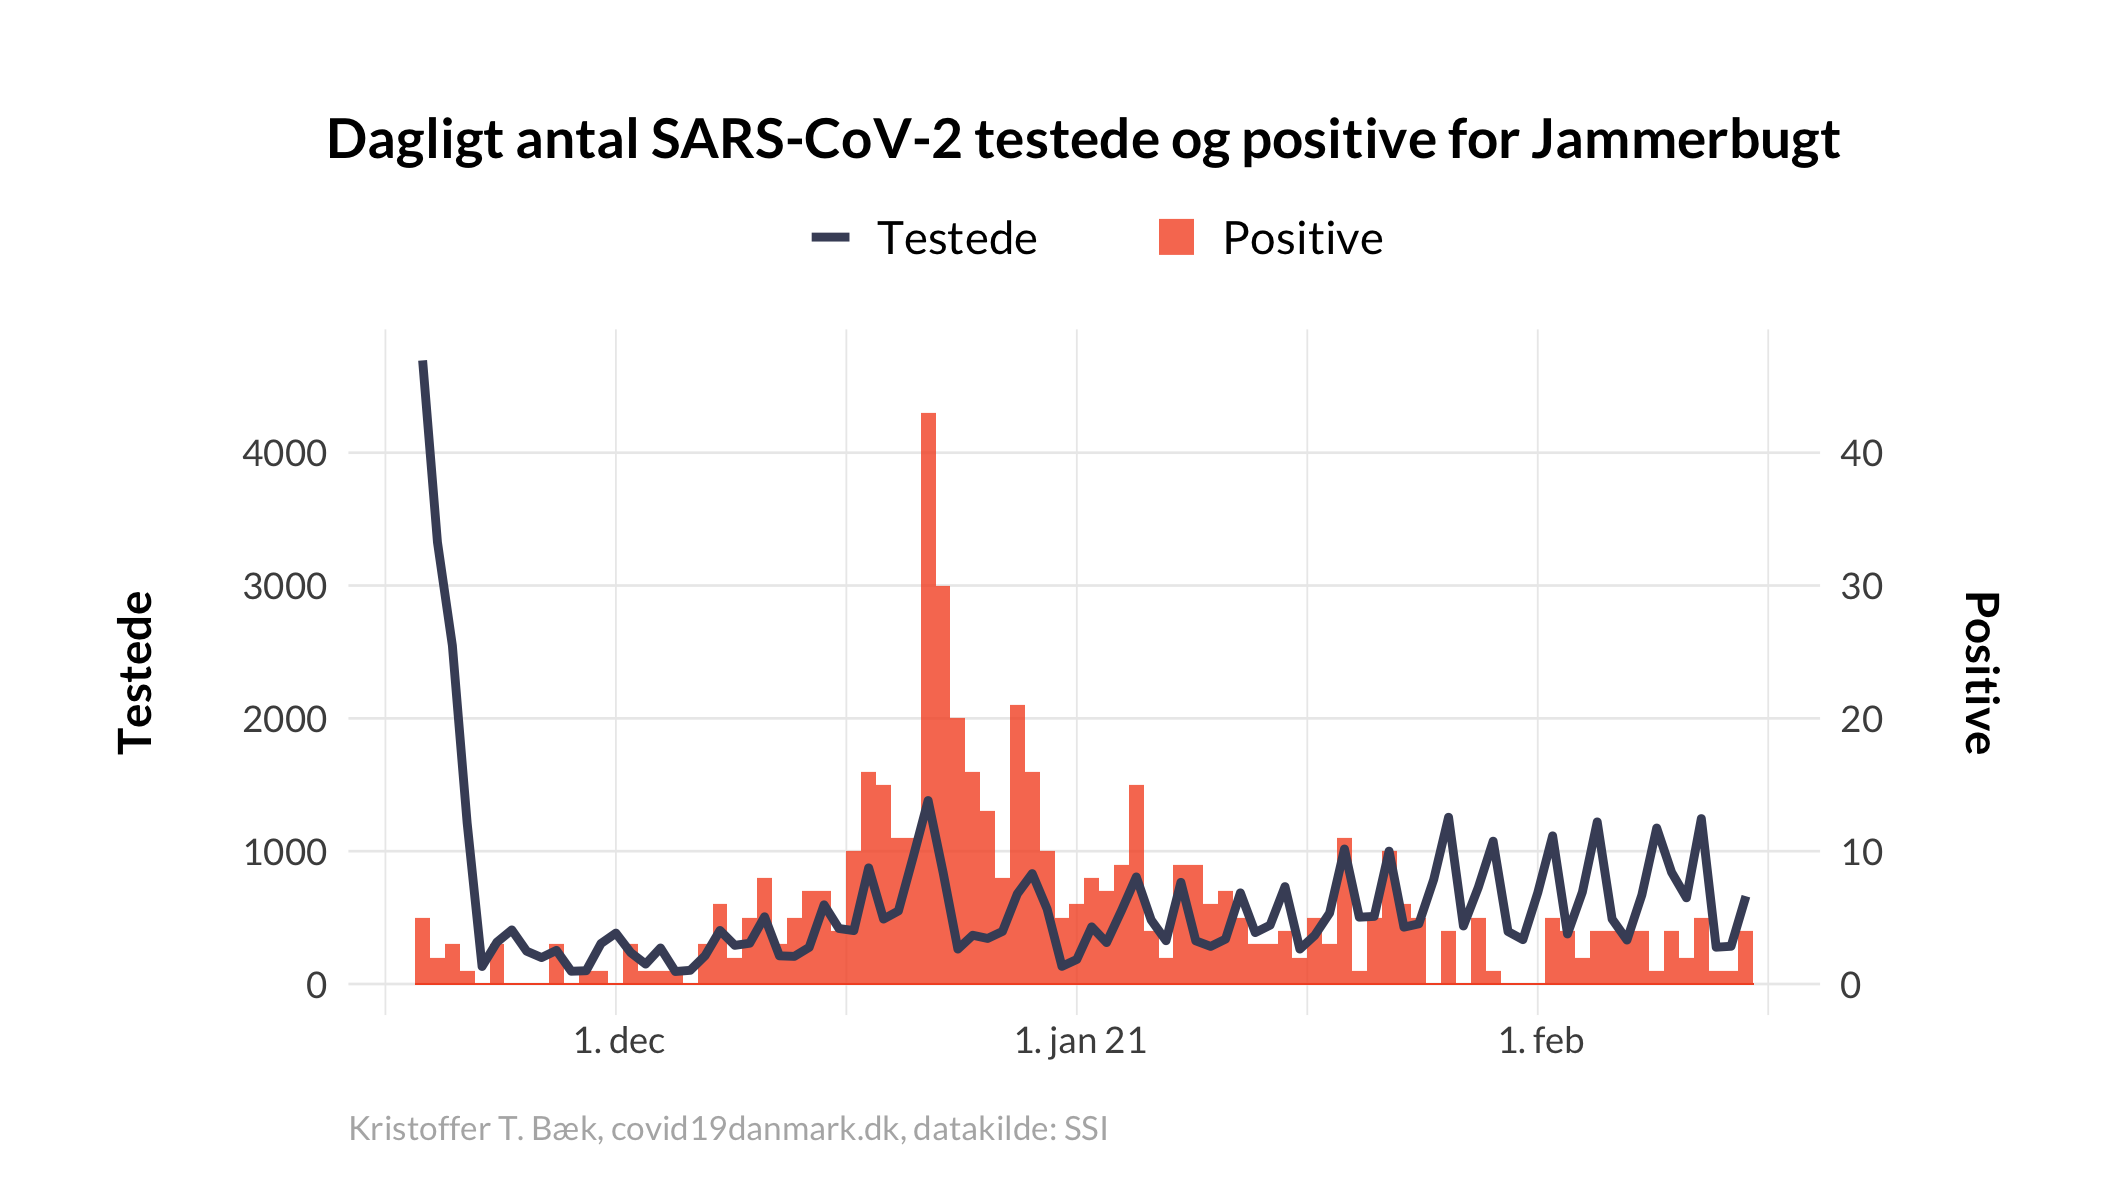 Dagligt antal SARS-CoV-2 testede og positive for Jammerbugt
Testede
Positive
4000
3000
2000
1000
0
40
30
20
10
0
Testede
Positive
1. dec
1. jan 21
1. feb
Kristoffer T. Bæk, covid19danmark.dk, datakilde: SSI